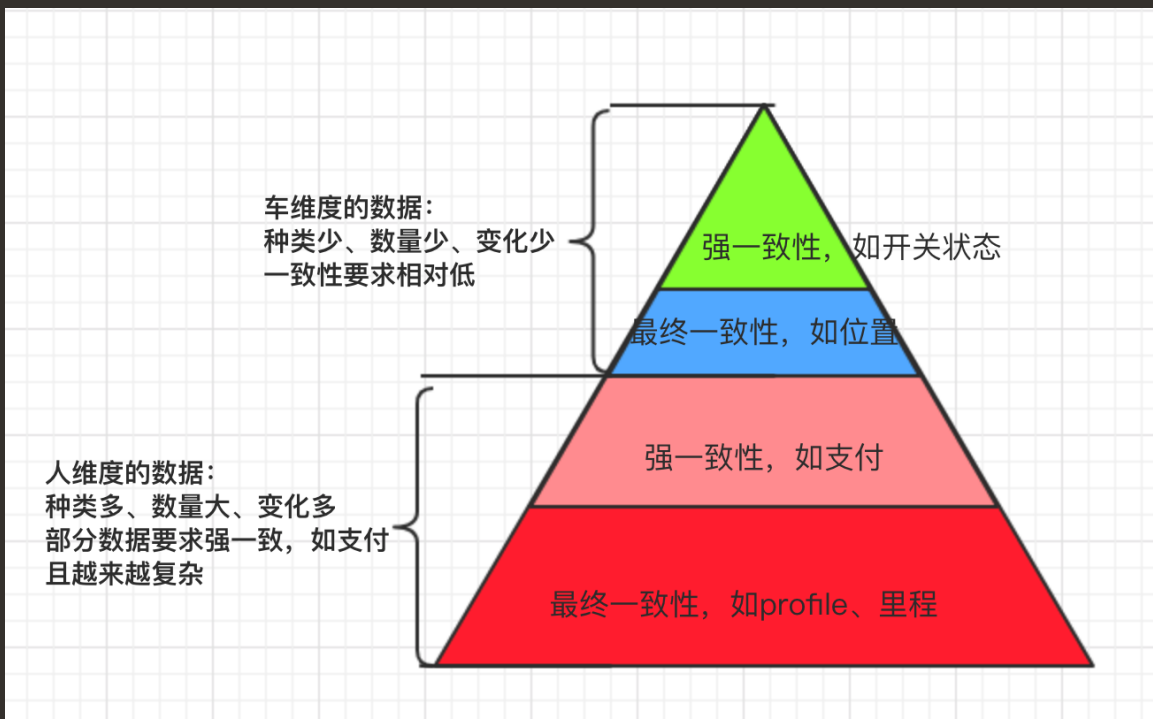 车维度的数据：
种类少、数量少、变化少
一致性要求相对低
强一致性，如开关状态
最终一致性，如位置
强一致性，如支付
人维度的数据：
种类多、数量大、变化多
部分数据要求强一致，如支付
且越来越复杂
最终一致性，如profile、里程